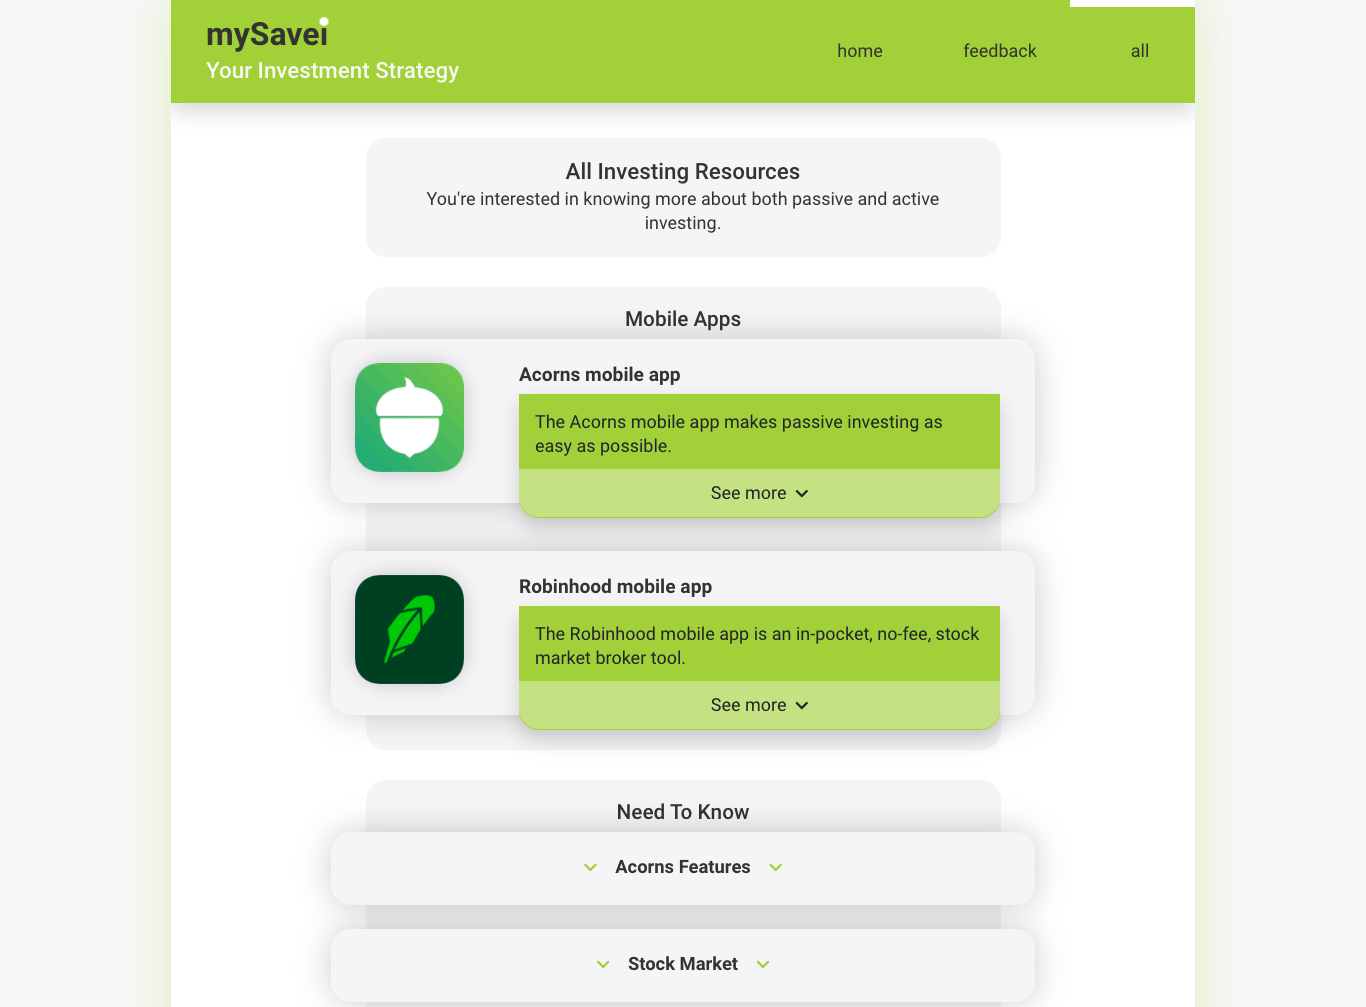 mySavei
Your Investment Strategy
home
feedback
all
All Investing Resources
You're interested in knowing more about both passive and active
investing.
Mobile Apps
Acorns mobile app
The Acorns mobile app makes passive investing as
easy as possible.
See more
Robinhood mobile app
The Robinhood mobile app is an in-pocket, no-fee, stock
market broker tool.
See more
Need To Know
Acorns Features
Stock Market